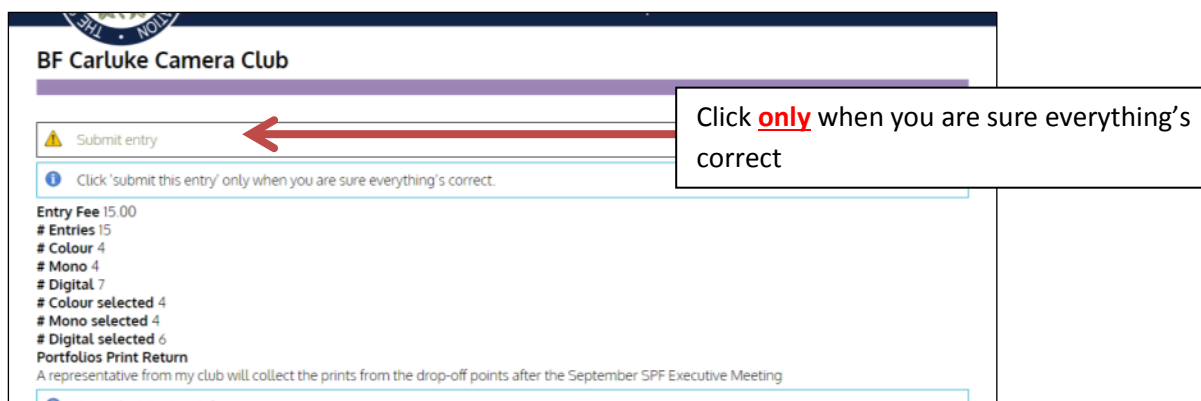 THE
BF Carluke Camera Club
Submit entry
Click only when you are sure everything's
correct
Click 'submit this entry' only when you are sure everything's correct.
Entry Fee 15.00
# Entries 15
# Colour 4
# Mono 4
# Digital 7
# Colour selected 4
# Mono selected 4
# Digital selected 6
Portfolios Print Return
A representative from my club will collect the prints from the drop-off points after the September SPF Executive Meeting